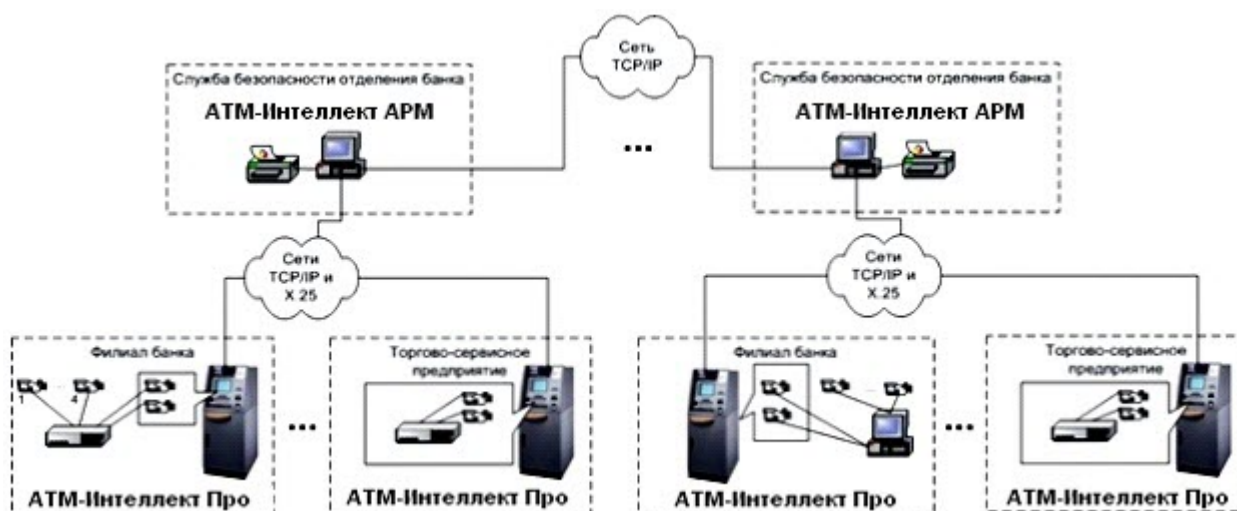 Сеть
TCP/IP
Служба безопасности отделения банка
АТМ-Интеллект АРМ
...
Служба безопасности отделения банка
АТМ-Интеллект АРМ
Сети
TCP/IP и
X.25
Сети
TCP/IP и
X.25
Филиал банка
1
...
4
АТМ-Интеллект Про
...
Торгово-сервисное
предприятие
АТМ-Интеллект Про
Филиал банка
...
АТМ-Интеллект Про
...
Торгово-сервисное
предприятие
АТМ-Интеллект Про